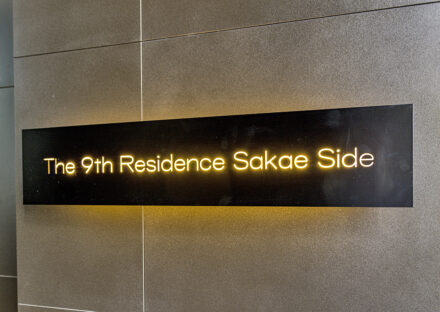 The 9th Residence Sakae Side